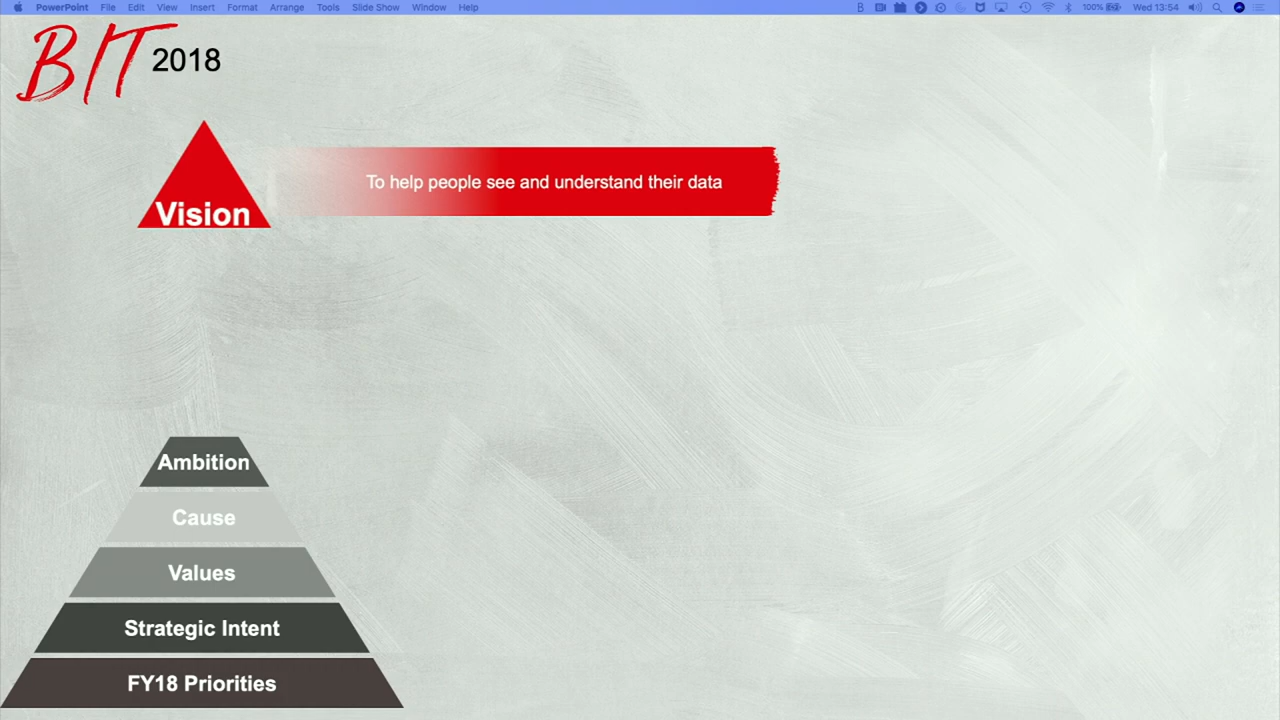 PowerPoint File Edit View Insert Format Arrange Tools Slide Show Window Help 100% Wed 13:54
BIT 2018
To help people see and understand their data
Vision
Ambition
Cause
Values
Strategic Intent
FY18 Priorities